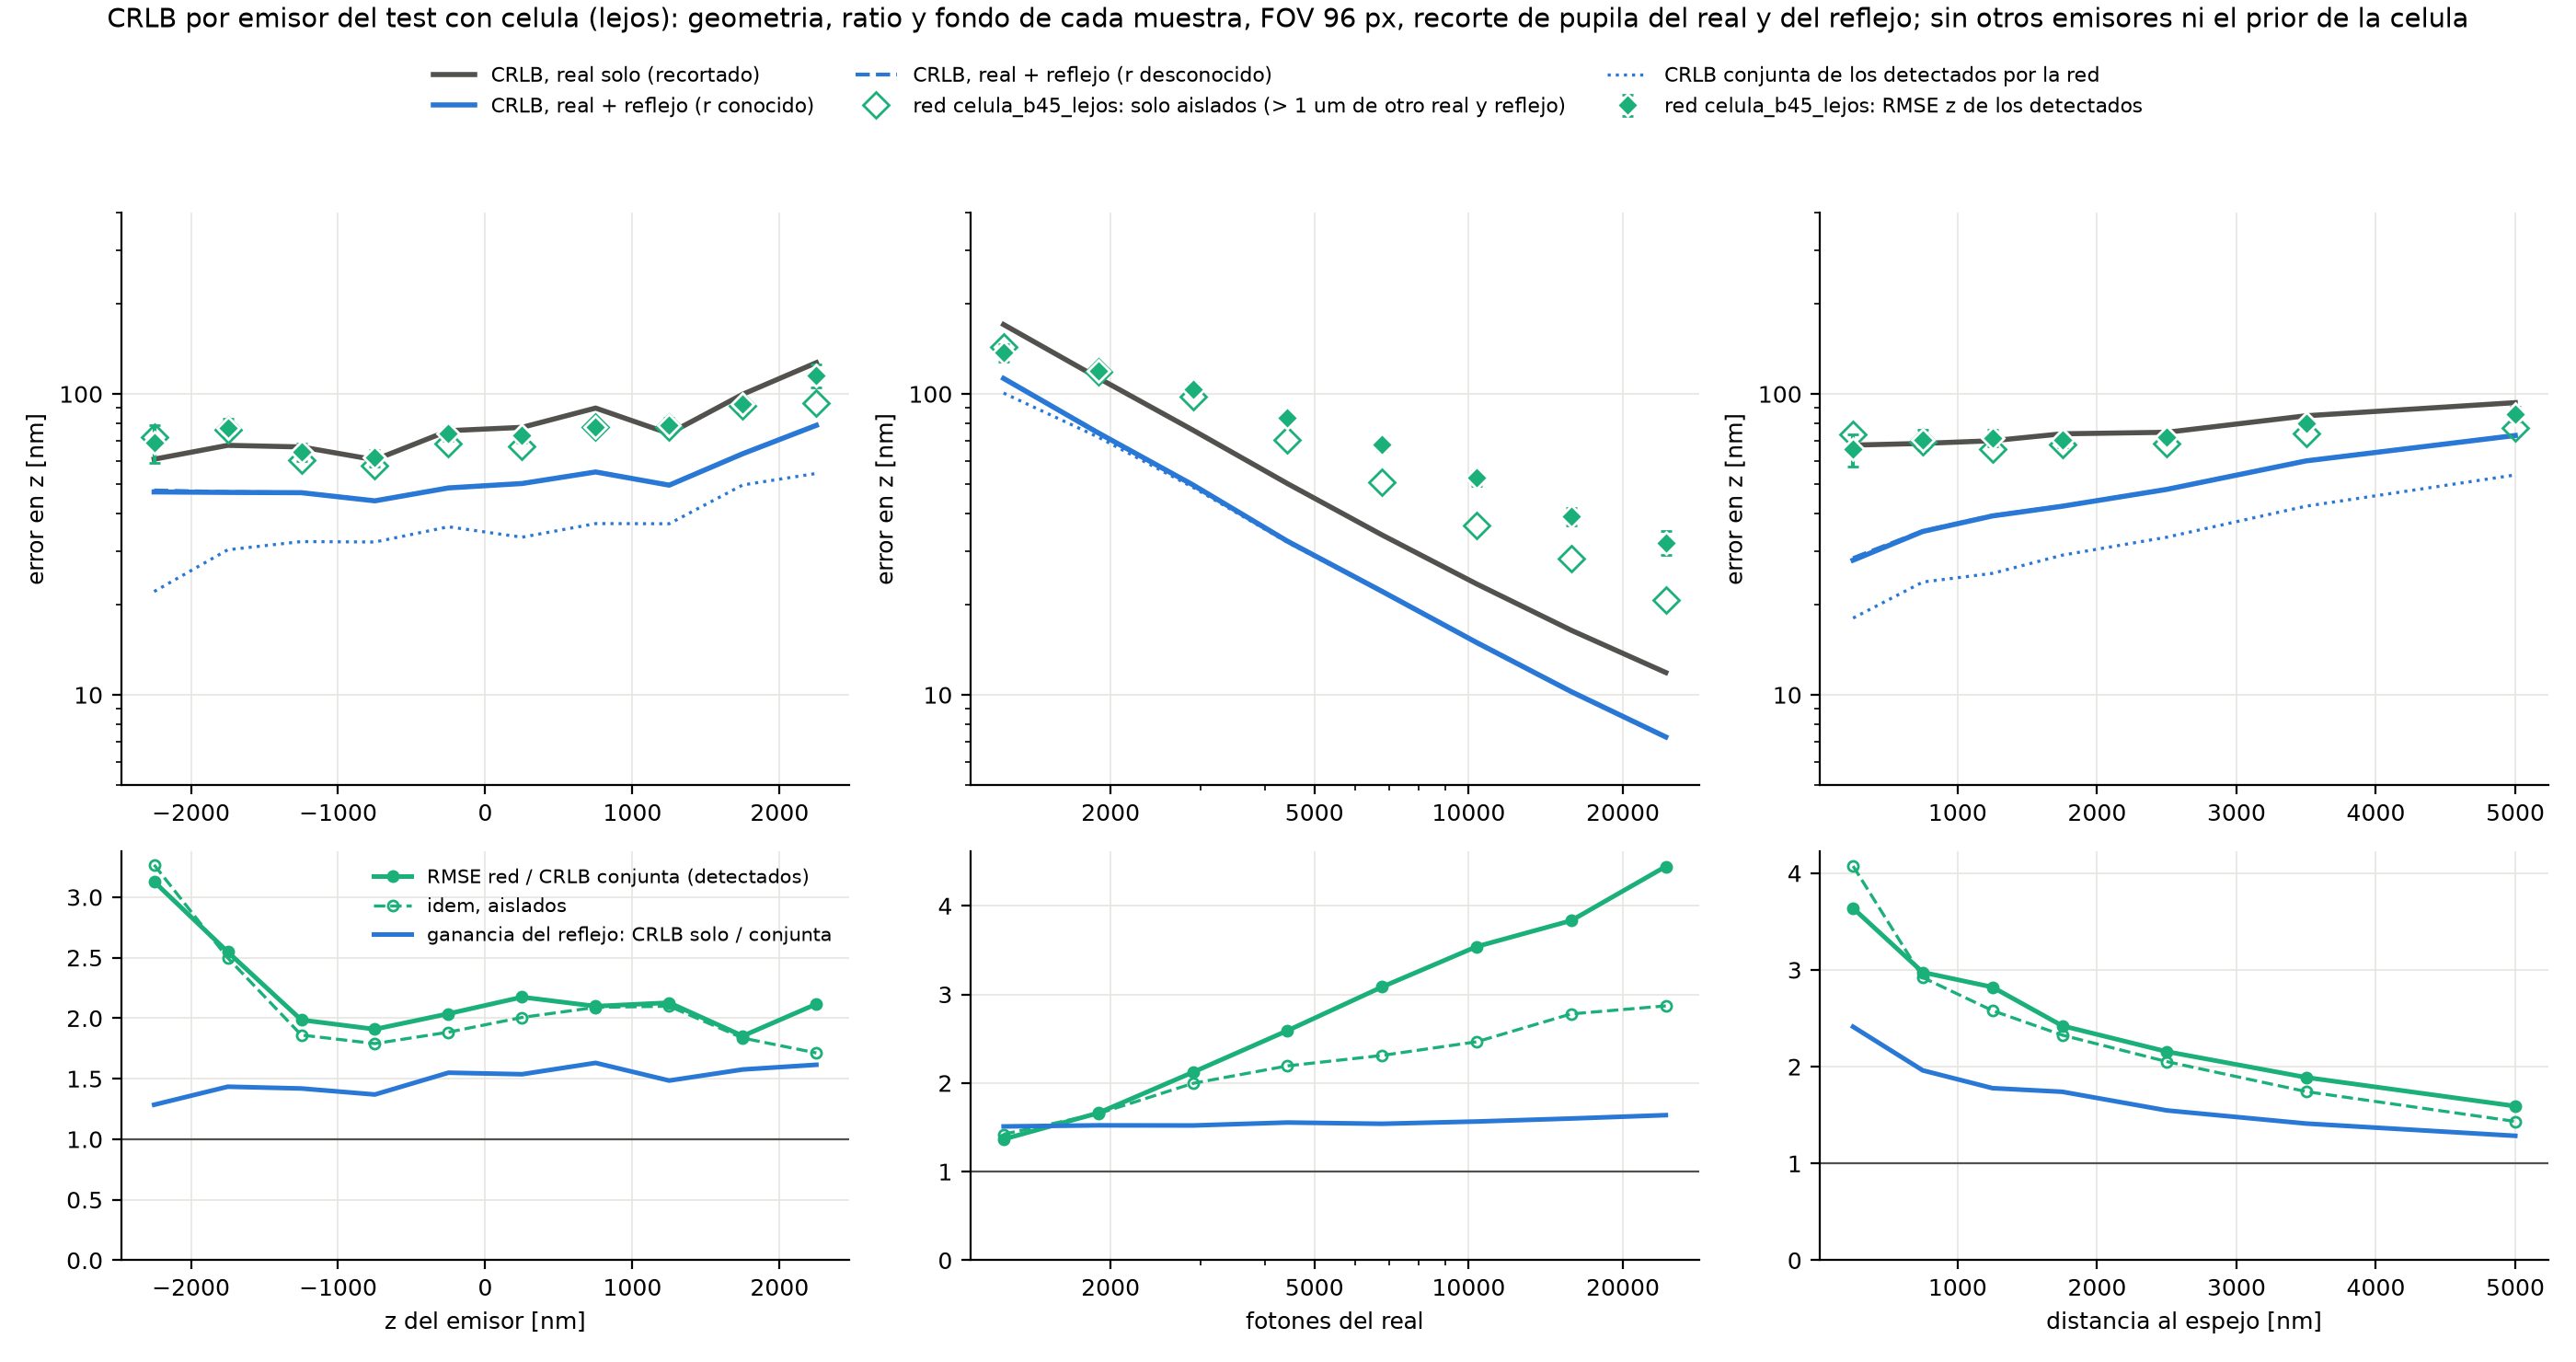 CRLB por emisor del test con celula (lejos): geometria, ratio y fondo de cada muestra, FOV 96 px, recorte de pupila del real y del reflejo; sin otros emisores ni el prior de la celula
CRLB, real solo (recortado)
CRLB, real + reflejo (r conocido)
CRLB, real + reflejo (r desconocido)
red celula_b45_lejos: solo aislados (> 1 um de otro real y reflejo)
CRLB conjunta de los detectados por la red
red celula_b45_lejos: RMSE z de los detectados
error en z [nm]
100
10
−2000 −1000 0 1000 2000
error en z [nm]
100
10
2000 5000 10000 20000
error en z [nm]
100
10
1000 2000 3000 4000 5000
RMSE red / CRLB conjunta (detectados)
idem, aislados
ganancia del reflejo: CRLB solo / conjunta
3.0
2.5
2.0
1.5
1.0
0.5
0.0
−2000 −1000 0 1000 2000
z del emisor [nm]
4
3
2
1
0
2000 5000 10000 20000
fotones del real
4
3
2
1
0
1000 2000 3000 4000 5000
distancia al espejo [nm]